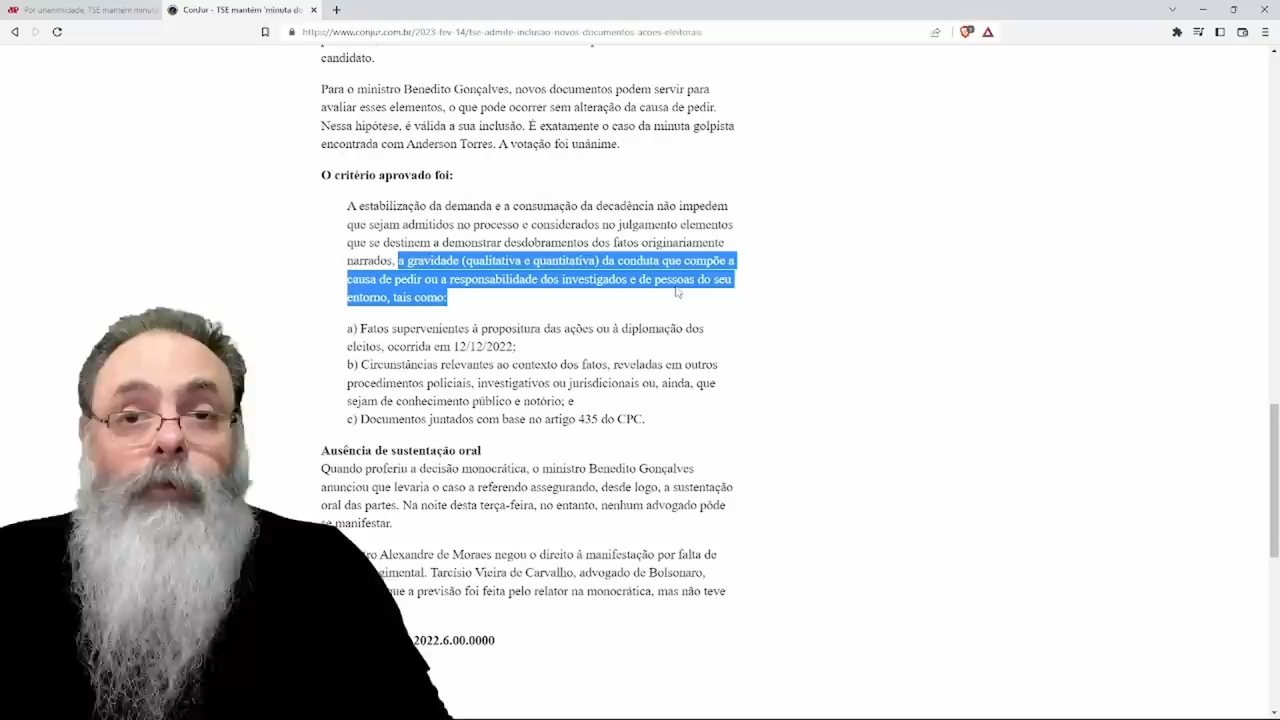 Por unanimidade, TSE mantém minuta
ConJur - TSE mantém 'minuta do
https://www.conjur.com.br/2023-fev-14/tse-admite-inclusao-novos-documentos-acoes-eleitorais
candidato.
Para o ministro Benedito Gonçalves, novos documentos podem servir para
avaliar esses elementos, o que pode ocorrer sem alteração da causa de pedir.
Nessa hipótese, é válida a sua inclusão. É exatamente o caso da minuta golpista
encontrada com Anderson Torres. A votação foi unânime.
O critério aprovado foi:
A estabilização da demanda e a consumação da decadência não impedem
que sejam admitidos no processo e considerados no julgamento elementos
que se destinem a demonstrar desdobramentos dos fatos originariamente
narrados, a gravidade (qualitativa e quantitativa) da conduta que compõe a
causa de pedir ou a responsabilidade dos investigados e de pessoas do seu
entorno, tais como:
a) Fatos supervenientes à propositura das ações ou à diplomação dos
eleitos, ocorrida em 12/12/2022;
b) Circunstâncias relevantes ao contexto dos fatos, reveladas em outros
procedimentos policiais, investigativos ou jurisdicionais ou, ainda, que
sejam de conhecimento público e notório; e
c) Documentos juntados com base no artigo 435 do CPC.
Ausência de sustentação oral
Quando proferiu a decisão monocrática, o ministro Benedito Gonçalves
anunciou que levaria o caso a referendo assegurando, desde logo, a sustentação
oral das partes. Na noite desta terça-feira, no entanto, nenhum advogado pôde
se manifestar.
Alexandre de Moraes negou o direito à manifestação por falta de
Tarcísio Vieira de Carvalho, advogado de Bolsonaro,
a previsão foi feita pelo relator na monocrática, mas não teve
2022.6.00.0000